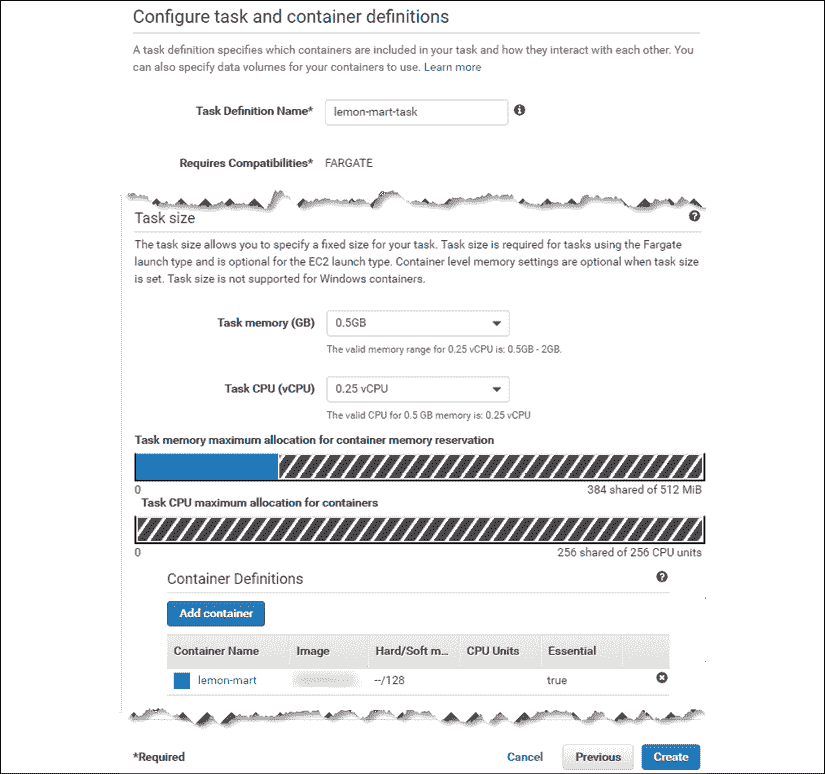 Configure task and container definitions
A task definition specifies which containers are included in your task and how they interact with each other. You
can also specify data volumes for your containers to use. Learn more
Task Definition Name* lemon-mart-task
Requires Compatibilities* FARGATE
Task size
The task size allows you to specify a fixed size for your task. Task size is required for tasks using the Fargate
launch type and is optional for the EC2 launch type. Container level memory settings are optional when task size
is set. Task size is not supported for Windows containers.
Task memory (GB) 0.5GB
The valid memory range for 0.25 vCPU is: 0.5GB - 2GB.
Task CPU (vCPU) 0.25 vCPU
The valid CPU for 0.5 GB memory is: 0.25 vCPU
Task memory maximum allocation for container memory reservation
0 384 shared of 512 MiB
Task CPU maximum allocation for containers
0 256 shared of 256 CPU units
Container Definitions
Add container
Container Name Image Hard/Soft m... CPU Units Essential
lemon-mart --/128 true
*Required Cancel Previous Create